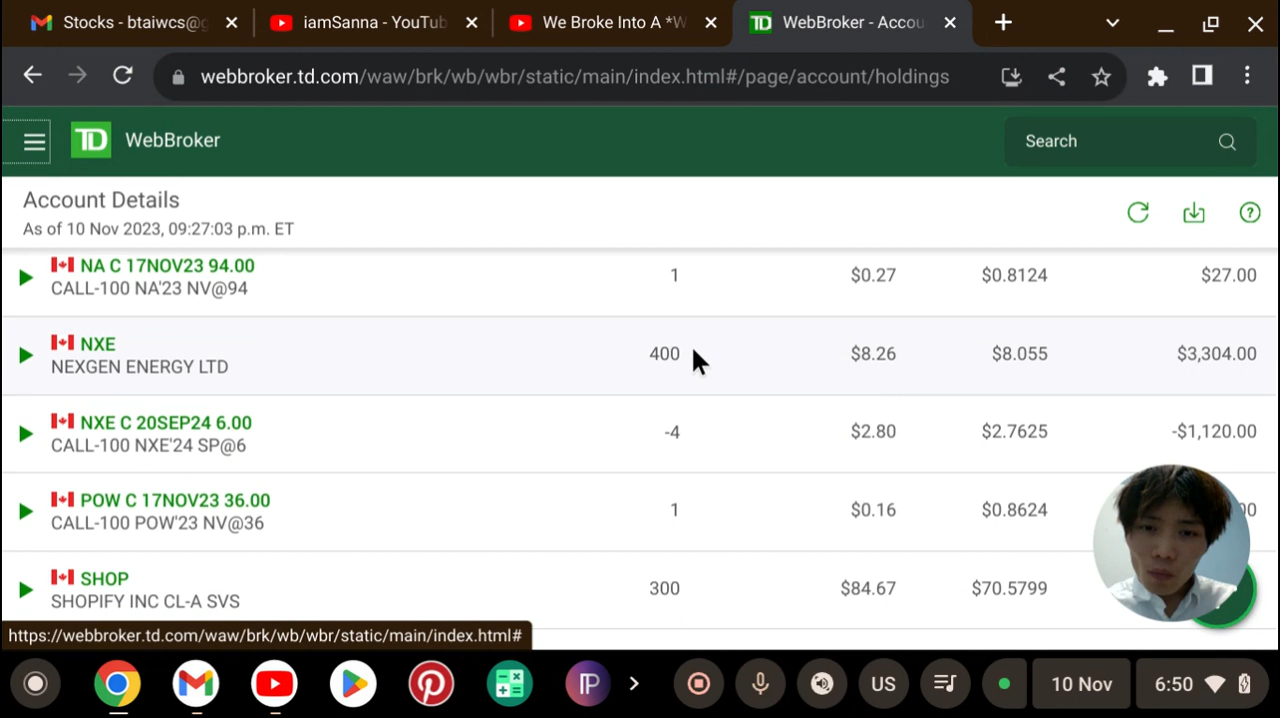 Stocks - btaiwcs@g
iamSanna - YouTub
We Broke Into A *W
TD WebBroker - Accou
webbroker.td.com/waw/brk/wb/wbr/static/main/index.html#/page/account/holdings
TD WebBroker Search
Account Details
As of 10 Nov 2023, 09:27:03 p.m. ET
NA C 17NOV23 94.00
CALL-100 NA'23 NV@94
1 $0.27 $0.8124 $27.00
NXE
NEXGEN ENERGY LTD
400 $8.26 $8.055 $3,304.00
NXE C 20SEP24 6.00
CALL-100 NXE'24 SP@6
-4 $2.80 $2.7625 -$1,120.00
POW C 17NOV23 36.00
CALL-100 POW'23 NV@36
1 $0.16 $0.8624
SHOP
SHOPIFY INC CL-A SVS
300 $84.67 $70.5799
https://webbroker.td.com/waw/brk/wb/wbr/static/main/index.html#
US 10 Nov 6:50